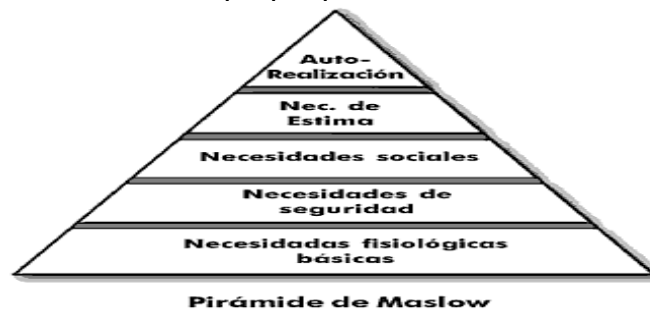 Auto-
Realización
Nec. de
Estima
Necesidades sociales
Necesidades de
seguridad
Necesidadas fisiológicas
básicas
Pirámide de Maslow